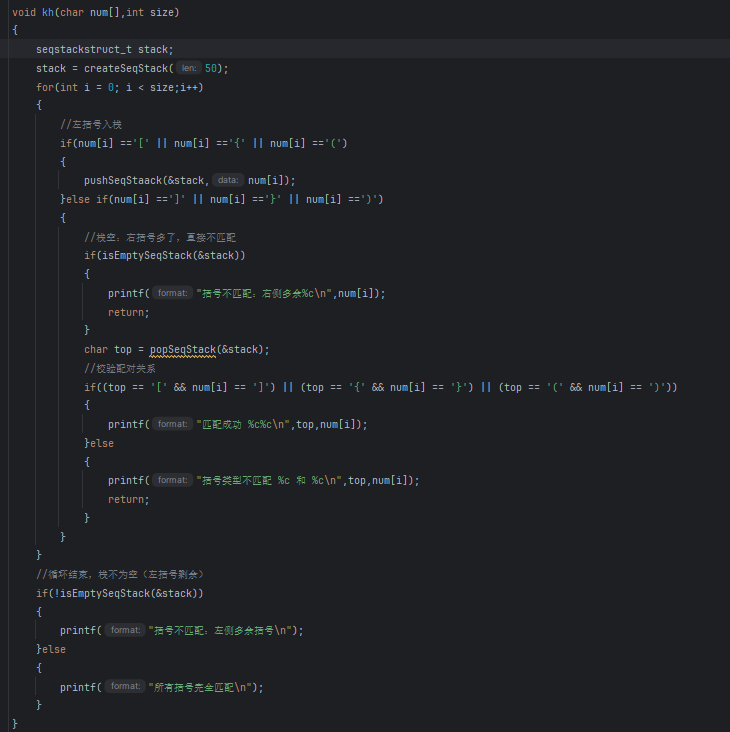 void kh(char num[],int size)
{
seqstackstruct_t stack;
stack = createSeqStack( len: 50);
for(int i = 0; i < size;i++)
{
//左括号入栈
if(num[i] =='[' || num[i] =='{' || num[i] =='(')
{
pushSeqStaack(&stack, data: num[i]);
}else if(num[i] ==']' || num[i] =='}' || num[i] ==')')
{
//栈空：右括号多了，直接不匹配
if(isEmptySeqStack(&stack))
{
printf( format: "括号不匹配：右侧多余%c\n",num[i]);
return;
}
char top = popSeqStack(&stack);
//校验配对关系
if((top == '[' && num[i] == ']') || (top == '{' && num[i] == '}') || (top == '(' && num[i] == ')'))
{
printf( format: "匹配成功 %c%c\n",top,num[i]);
}else
{
printf( format: "括号类型不匹配 %c 和 %c\n",top,num[i]);
return;
}
}
}
//循环结束，栈不为空（左括号剩余）
if(!isEmptySeqStack(&stack))
{
printf( format: "括号不匹配：左侧多余括号\n");
}else
{
printf( format: "所有括号完全匹配\n");
}
}